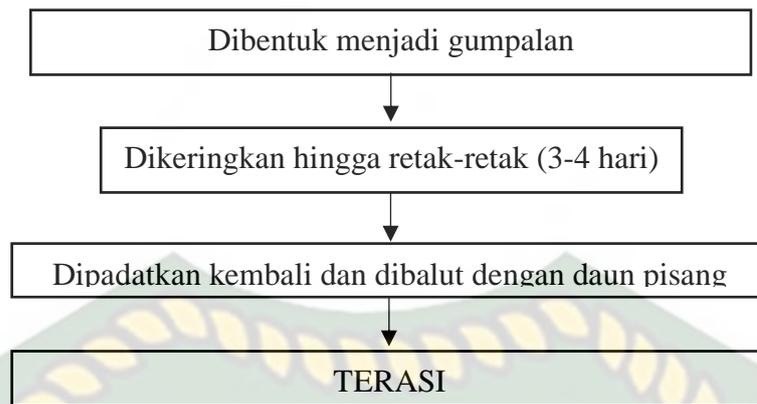 Dibentuk menjadi gumpalan
Dikeringkan hingga retak-retak (3-4 hari)
Dipadatkan kembali dan dibalut dengan daun pisang
TERASI